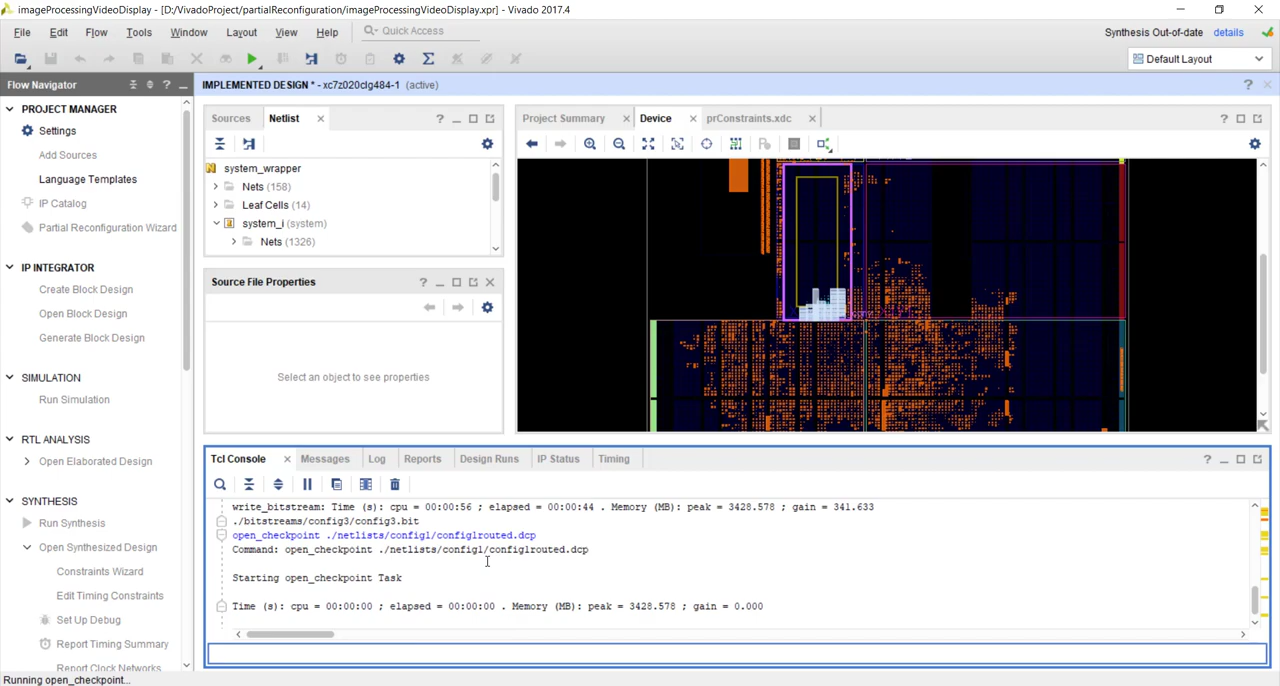 imageProcessingVideoDisplay - [D:/VivadoProject/partialReconfiguration/imageProcessingVideoDisplay.xpr] - Vivado 2017.4
File Edit Flow Tools Window Layout View Help Quick Access
Synthesis Out-of-date details
Default Layout
Flow Navigator
IMPLEMENTED DESIGN * - xc7z020clg484-1 (active)
PROJECT MANAGER
Settings
Add Sources
Language Templates
IP Catalog
Partial Reconfiguration Wizard
IP INTEGRATOR
Create Block Design
Open Block Design
Generate Block Design
SIMULATION
Run Simulation
RTL ANALYSIS
Open Elaborated Design
SYNTHESIS
Run Synthesis
Open Synthesized Design
Constraints Wizard
Edit Timing Constraints
Set Up Debug
Report Timing Summary
Report Clock Networks
Sources Netlist
system_wrapper
Nets (158)
Leaf Cells (14)
system_i (system)
Nets (1326)
Source File Properties
Select an object to see properties
Project Summary Device prConstraints.xdc
Tcl Console Messages Log Reports Design Runs IP Status Timing
write_bitstream: Time (s): cpu = 00:00:56 ; elapsed = 00:00:44 . Memory (MB): peak = 3428.578 ; gain = 341.633
./bitstreams/config3/config3.bit
open_checkpoint ./netlists/config1/config1routed.dcp
Command: open_checkpoint ./netlists/config1/config1routed.dcp
Starting open_checkpoint Task
Time (s): cpu = 00:00:00 ; elapsed = 00:00:00 . Memory (MB): peak = 3428.578 ; gain = 0.000
Running open_checkpoint...